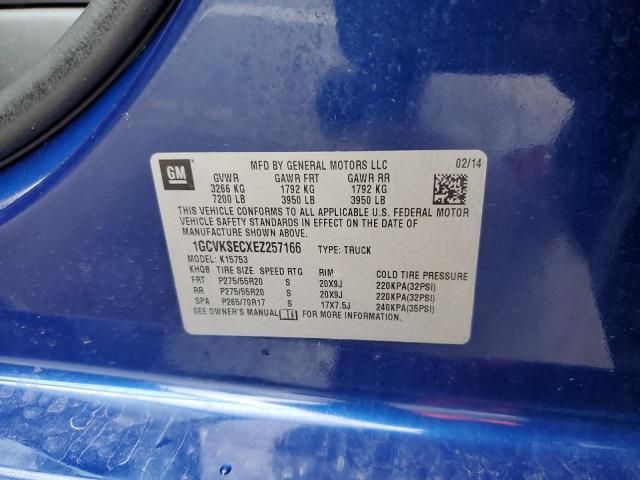 GM
MFD BY GENERAL MOTORS LLC 02/14
GVWR GAWR FRT GAWR RR
3266 KG 1792 KG 1792 KG
7200 LB 3950 LB 3950 LB
THIS VEHICLE CONFORMS TO ALL APPLICABLE U.S. FEDERAL MOTOR
VEHICLE SAFETY STANDARDS IN EFFECT ON THE DATE OF
MANUFACTURE SHOWN ABOVE.
1GCVKSECXEZ257166 TYPE: TRUCK
MODEL: K15753
KHQB TIRE SIZE SPEED RTG RIM COLD TIRE PRESSURE
FRT P275/55R20 S 20X9J 220KPA(32PSI)
RR P275/55R20 S 20X9J 220KPA(32PSI)
SPA P265/70R17 S 17X7.5J 240KPA(35PSI)
SEE OWNER'S MANUAL FOR MORE INFORMATION.